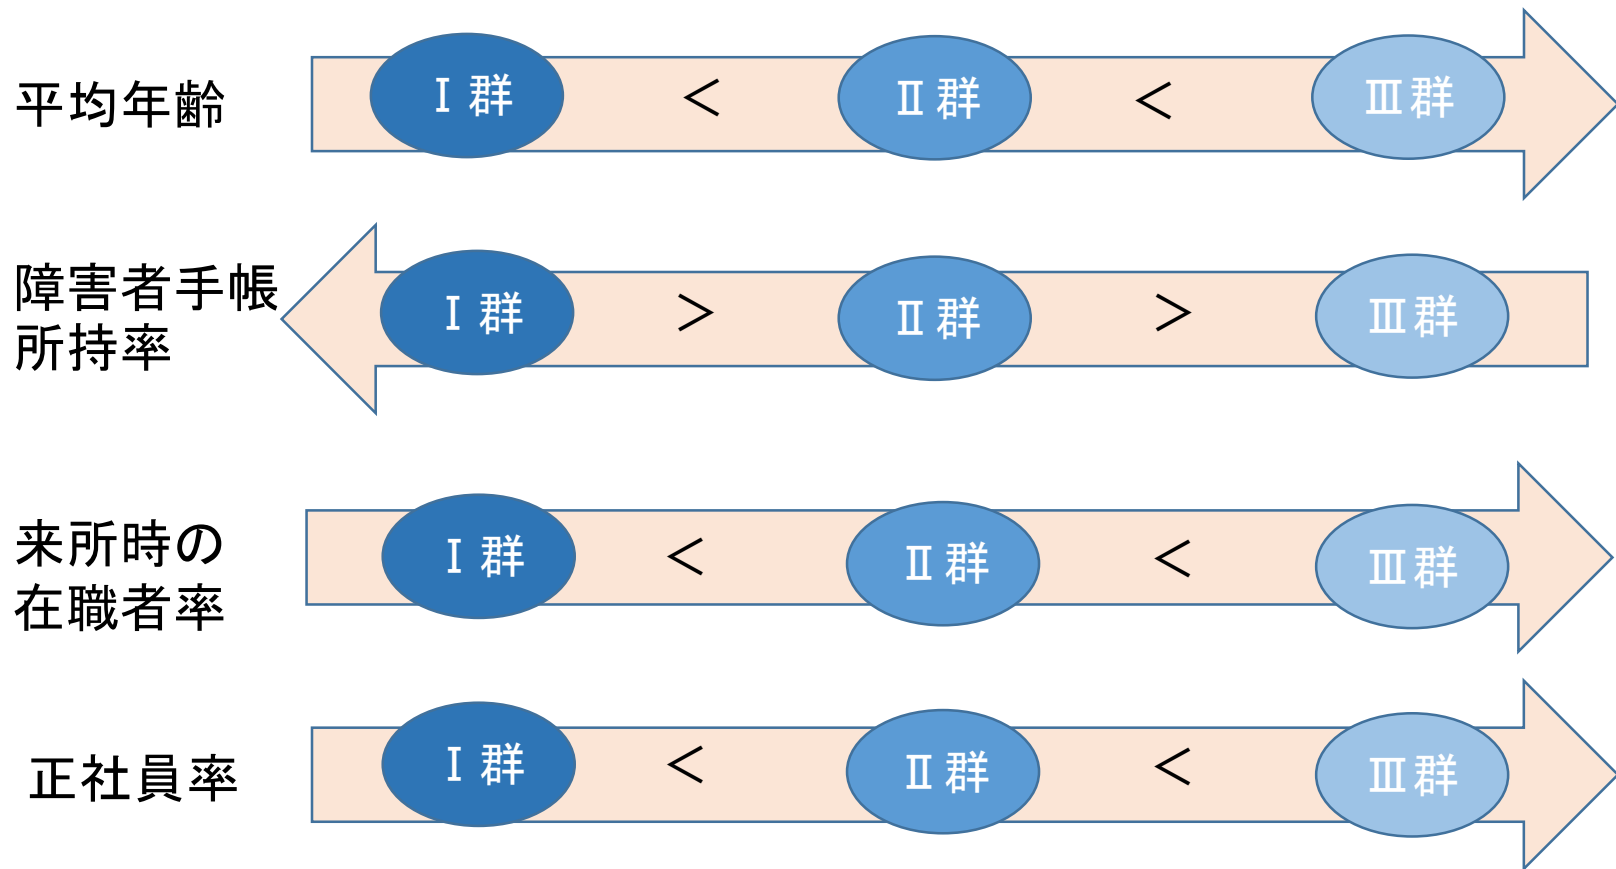 平均年齢
Ⅰ群 < Ⅱ群 < Ⅲ群
障害者手帳
所持率
Ⅰ群 > Ⅱ群 > Ⅲ群
来所時の
在職者率
Ⅰ群 < Ⅱ群 < Ⅲ群
正社員率
Ⅰ群 < Ⅱ群 < Ⅲ群